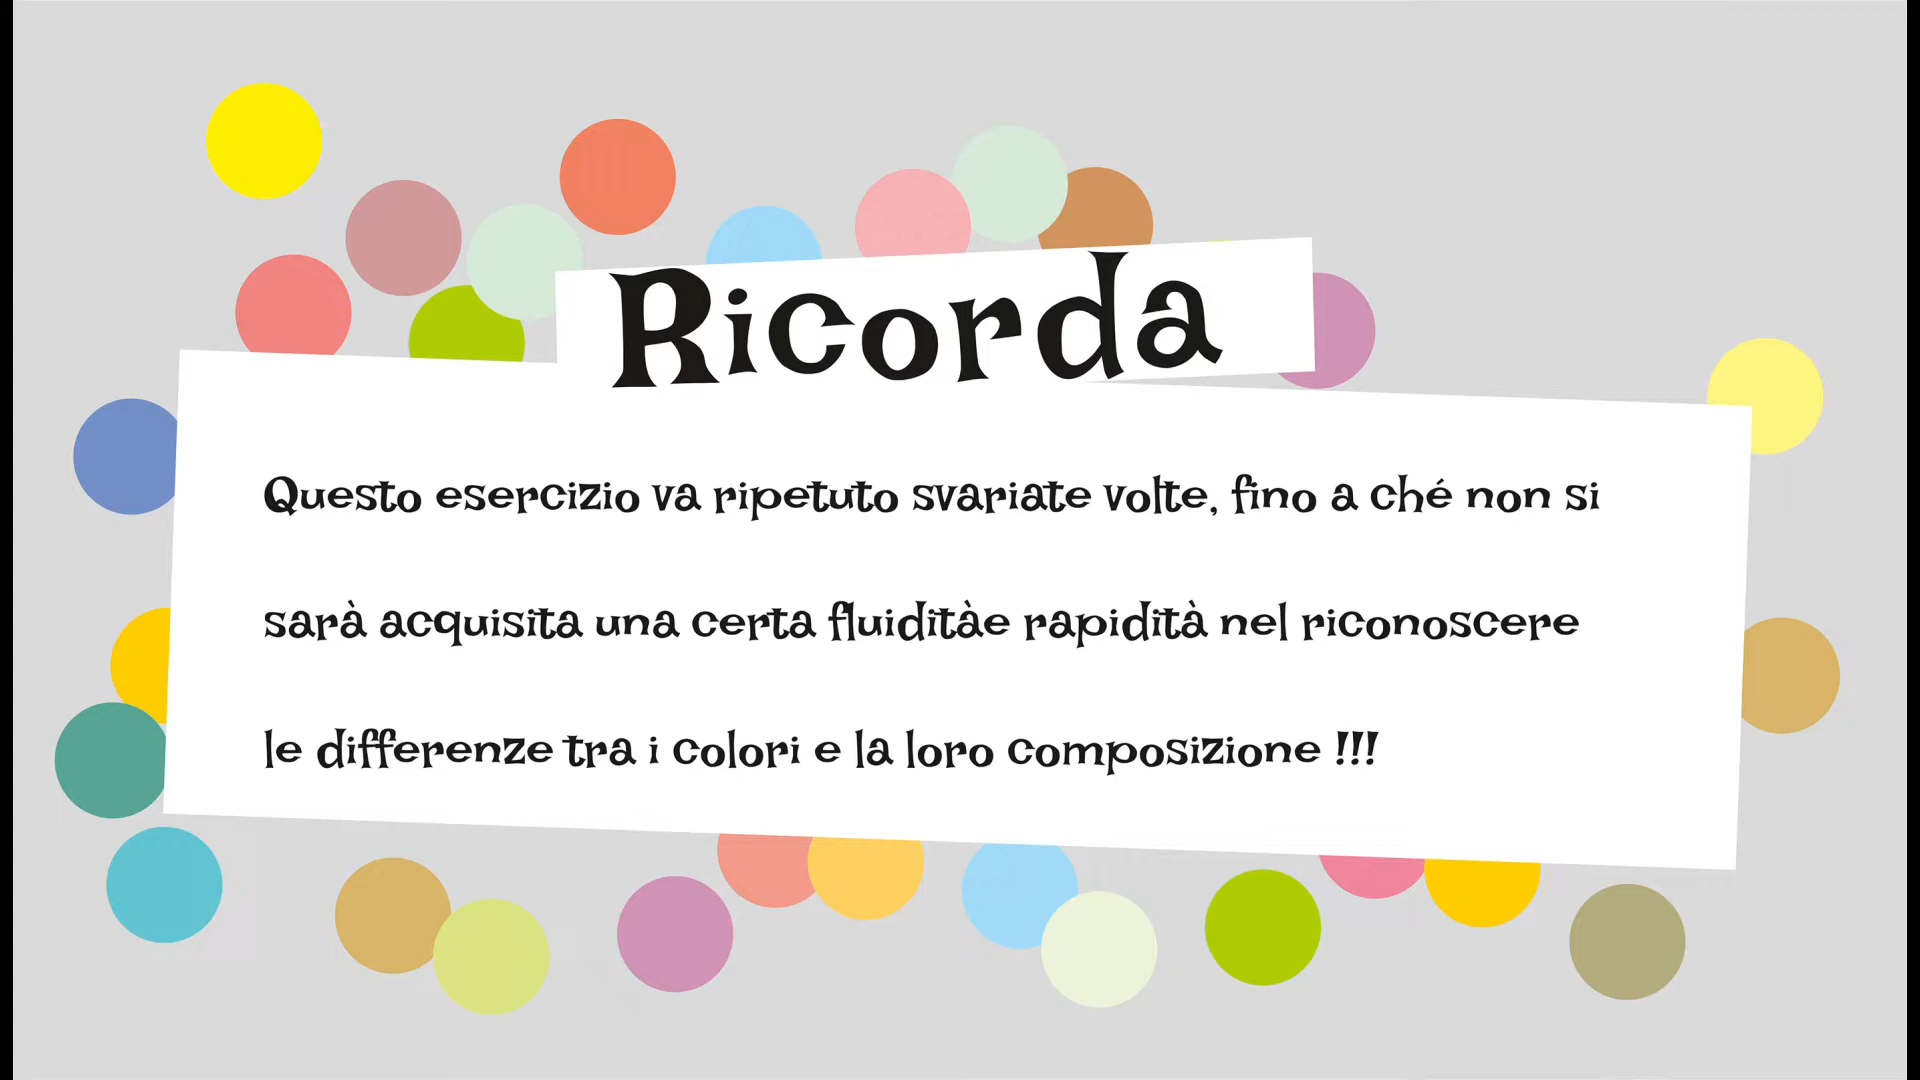 Ricorda
Questo esercizio va ripetuto svariate volte, fino a ché non si
sarà acquisita una certa fluiditàe rapidità nel riconoscere
le differenze tra i colori e la loro composizione !!!